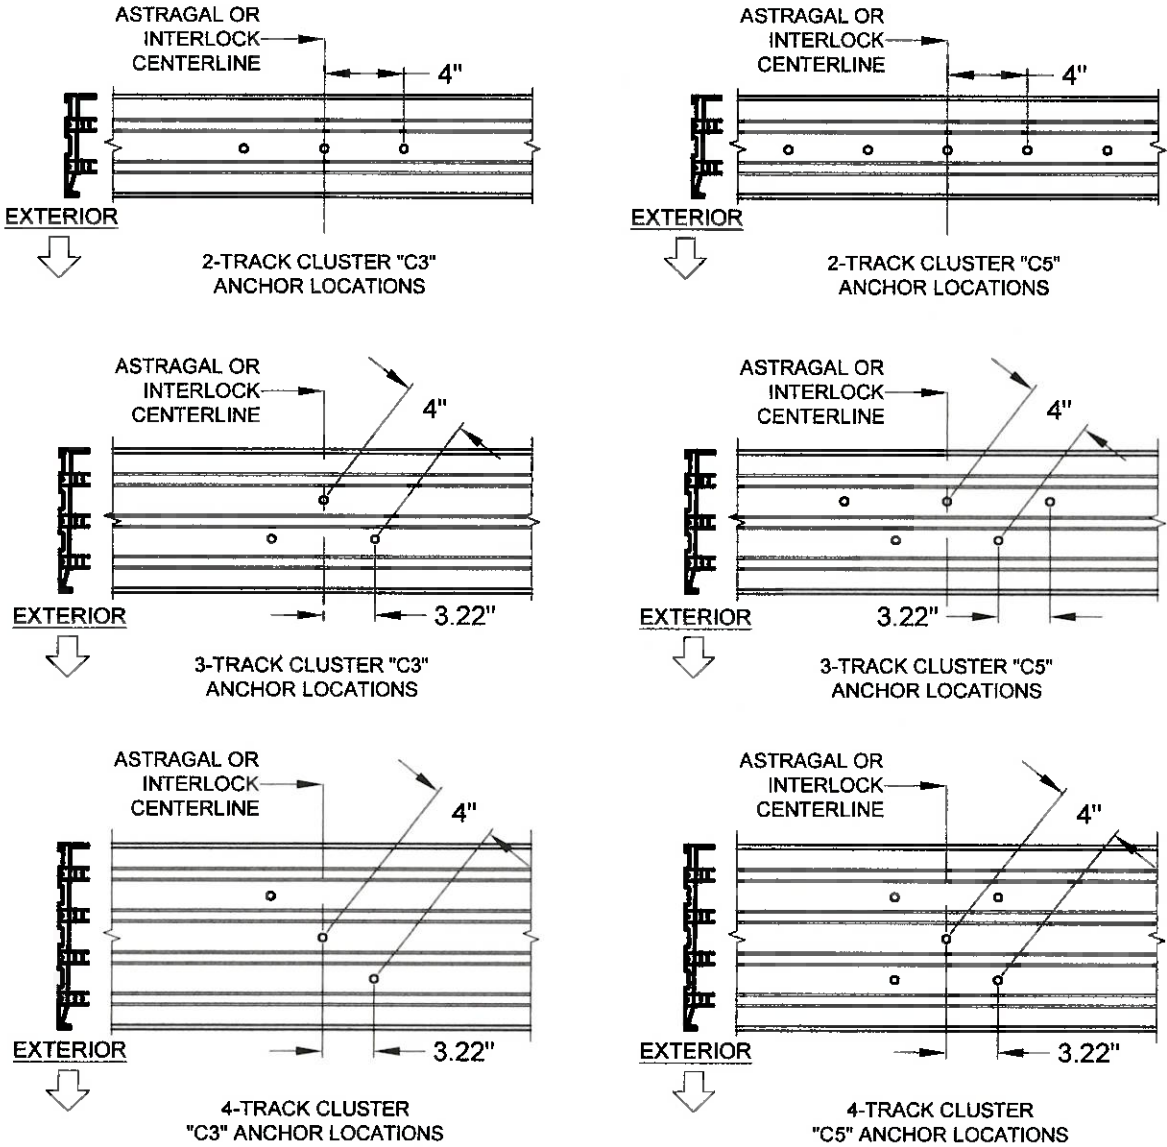 ASTRAGAL OR
INTERLOCK
CENTERLINE
4"
EXTERIOR
2-TRACK CLUSTER "C3"
ANCHOR LOCATIONS
ASTRAGAL OR
INTERLOCK
CENTERLINE
4"
EXTERIOR
2-TRACK CLUSTER "C5"
ANCHOR LOCATIONS
ASTRAGAL OR
INTERLOCK
CENTERLINE
4"
EXTERIOR
3.22"
3-TRACK CLUSTER "C3"
ANCHOR LOCATIONS
ASTRAGAL OR
INTERLOCK
CENTERLINE
4"
EXTERIOR
3.22"
3-TRACK CLUSTER "C5"
ANCHOR LOCATIONS
ASTRAGAL OR
INTERLOCK
CENTERLINE
4"
EXTERIOR
3.22"
4-TRACK CLUSTER
"C3" ANCHOR LOCATIONS
ASTRAGAL OR
INTERLOCK
CENTERLINE
4"
EXTERIOR
3.22"
4-TRACK CLUSTER
"C5" ANCHOR LOCATIONS